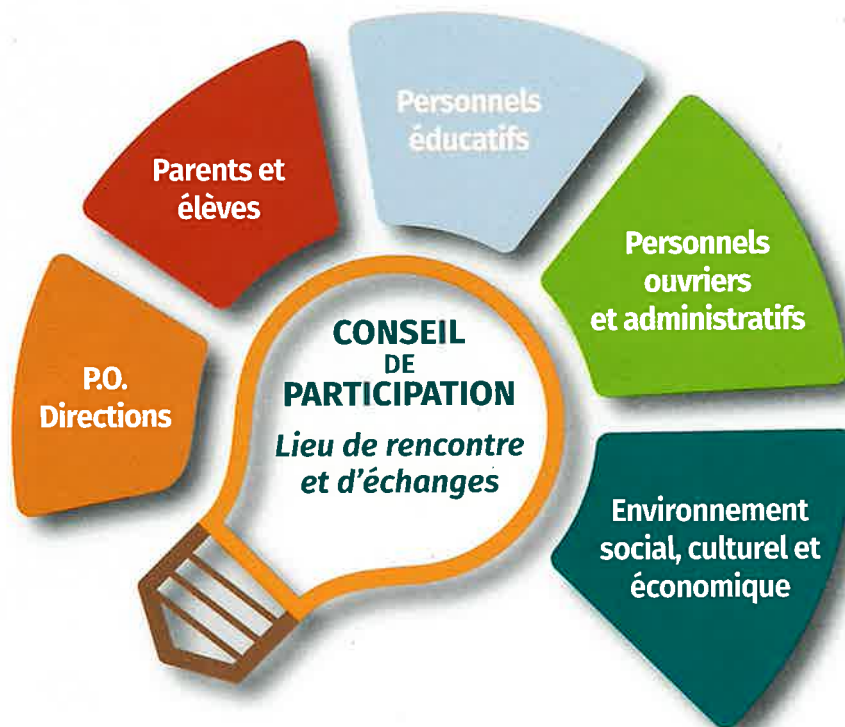 Personnels
éducatifs
Parents et
élèves
Personnels
ouvriers
et administratifs
P.O.
Directions
CONSEIL
DE
PARTICIPATION
Lieu de rencontre
et d'échanges
Environnement
social, culturel et
économique